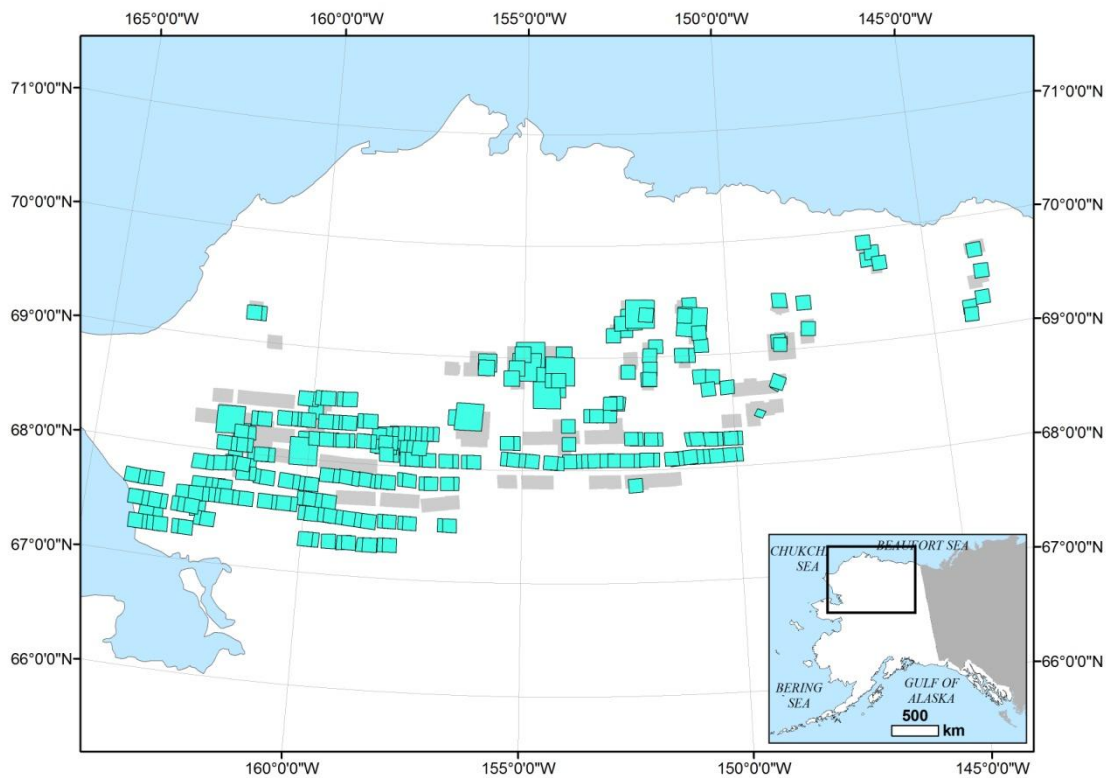 165°0'0"W 160°0'0"W 155°0'0"W 150°0'0"W 145°0'0"W
71°0'0"N 71°0'0"N
70°0'0"N 70°0'0"N
69°0'0"N 69°0'0"N
68°0'0"N 68°0'0"N
67°0'0"N 67°0'0"N
66°0'0"N 66°0'0"N
CHUKCH BEAUFORT SEA
SEA
BERING
SEA
GULF OF
ALASKA
500
km
160°0'0"W 155°0'0"W 150°0'0"W 145°0'0"W